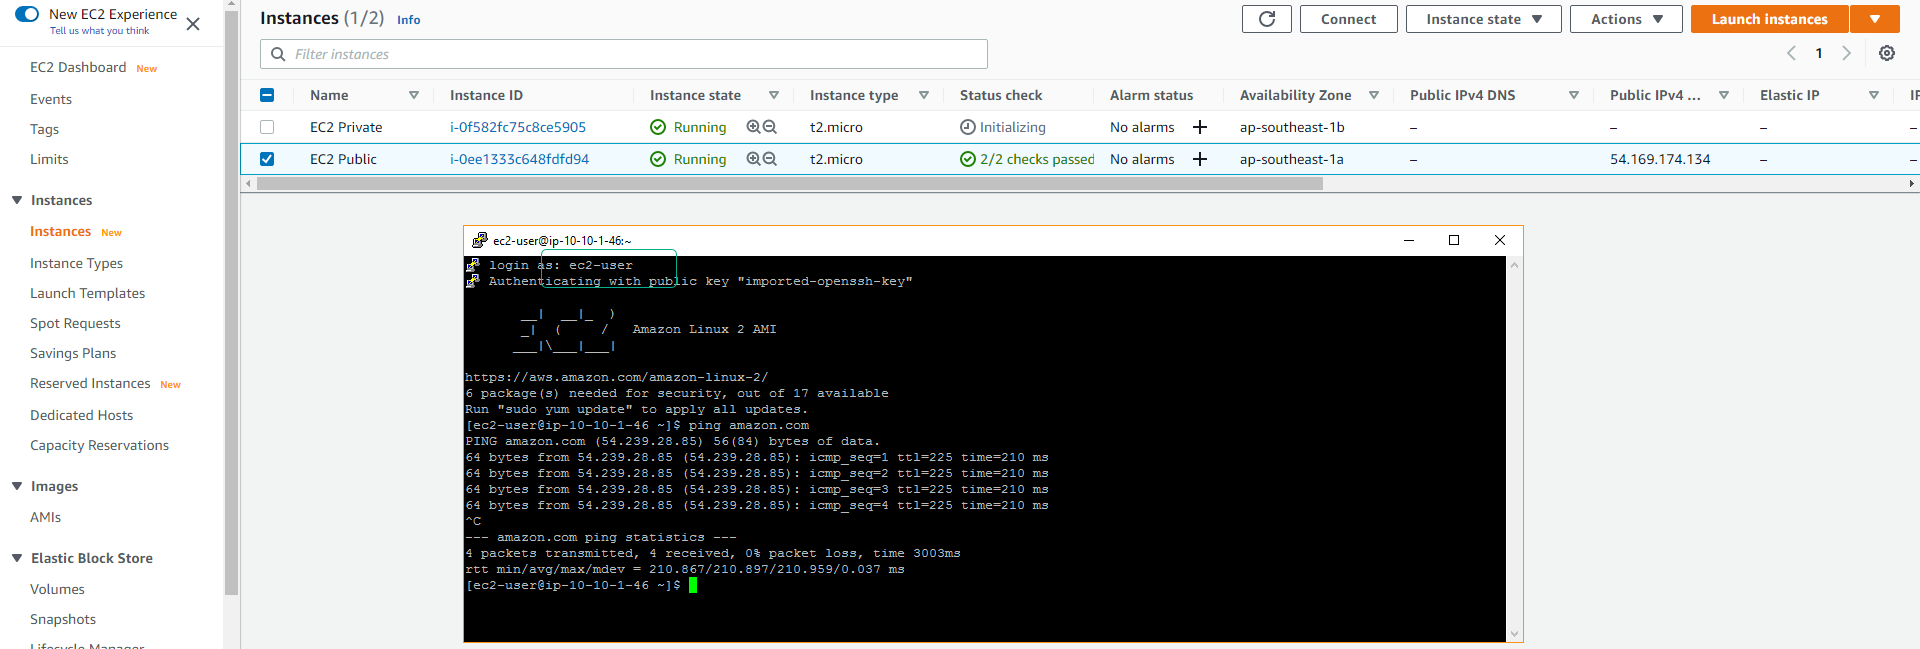 New EC2 Experience
Tell us what you think
EC2 Dashboard New
Events
Tags
Limits
Instances
Instances New
Instance Types
Launch Templates
Spot Requests
Savings Plans
Reserved Instances New
Dedicated Hosts
Capacity Reservations
Images
AMIs
Elastic Block Store
Volumes
Snapshots
Lifecycle Manager
Instances (1/2) Info
Connect
Instance state
Actions
Launch instances
Filter instances
1
Name Instance ID Instance state Instance type Status check Alarm status Availability Zone Public IPv4 DNS Public IPv4 ... Elastic IP
EC2 Private i-0f582fc75c8ce5905 Running t2.micro Initializing No alarms + ap-southeast-1b – – – –
EC2 Public i-0ee1333c648fdfd94 Running t2.micro 2/2 checks passed No alarms + ap-southeast-1a – 54.169.174.134 – –
ec2-user@ip-10-10-1-46:~
login as: ec2-user
Authenticating with public key "imported-openssh-key"
       __|  __|_  )
       _|  (     /   Amazon Linux 2 AMI
      ___|\___|___|
https://aws.amazon.com/amazon-linux-2/
6 package(s) needed for security, out of 17 available
Run "sudo yum update" to apply all updates.
[ec2-user@ip-10-10-1-46 ~]$ ping amazon.com
PING amazon.com (54.239.28.85) 56(84) bytes of data.
64 bytes from 54.239.28.85 (54.239.28.85): icmp_seq=1 ttl=225 time=210 ms
64 bytes from 54.239.28.85 (54.239.28.85): icmp_seq=2 ttl=225 time=210 ms
64 bytes from 54.239.28.85 (54.239.28.85): icmp_seq=3 ttl=225 time=210 ms
64 bytes from 54.239.28.85 (54.239.28.85): icmp_seq=4 ttl=225 time=210 ms
^C
--- amazon.com ping statistics ---
4 packets transmitted, 4 received, 0% packet loss, time 3003ms
rtt min/avg/max/mdev = 210.867/210.897/210.959/0.037 ms
[ec2-user@ip-10-10-1-46 ~]$